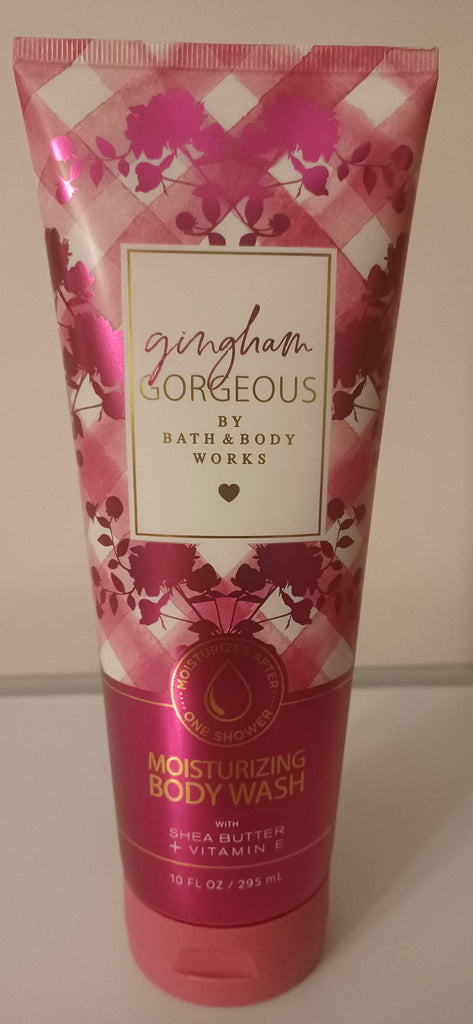 gingham
GORGEOUS
BY
BATH & BODY
WORKS
MOISTURIZES AFTER
ONE SHOWER
MOISTURIZING
BODY WASH
WITH
SHEA BUTTER
+ VITAMIN E
10 FL OZ / 295 mL